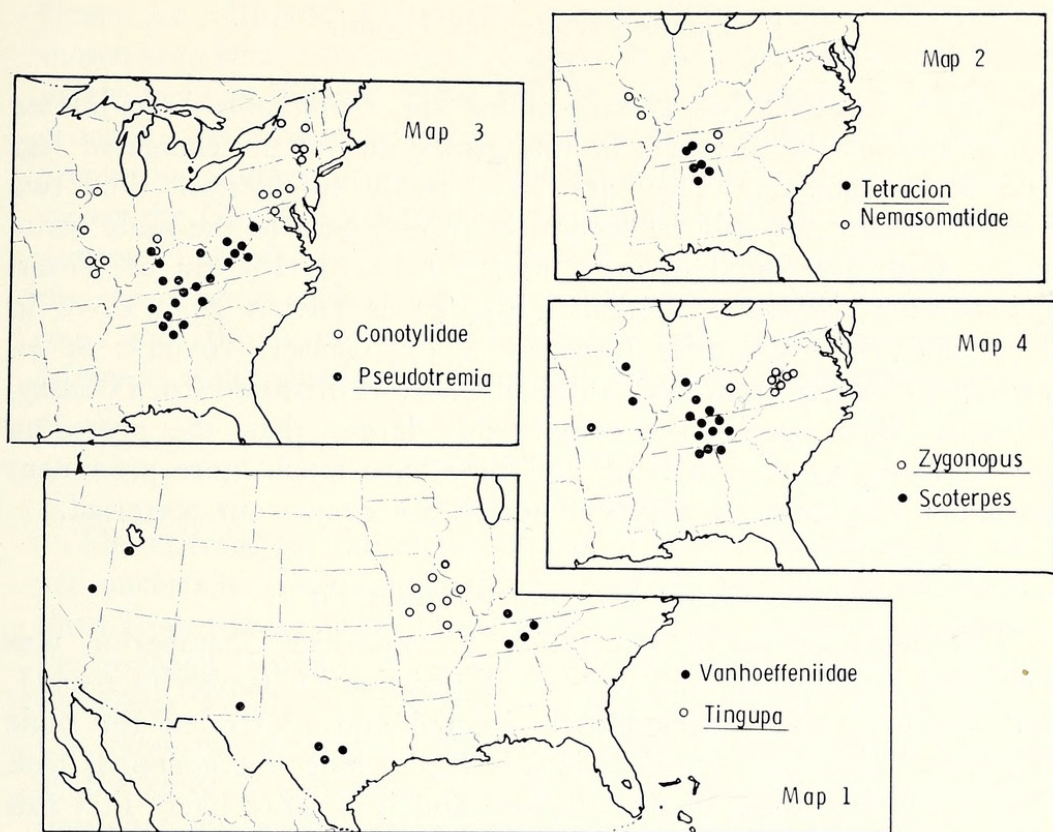 Map 3
Conotylidae
Pseudotremia
Map 2
Tetracion
Nemasomatidae
Map 4
Zygonopus
Scoterpes
Vanhoeffeniidae
Tingupa
Map 1